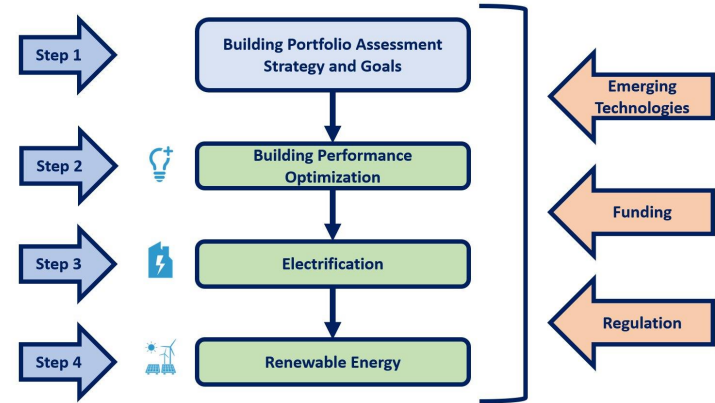 Step 1
Building Portfolio Assessment
Strategy and Goals
Emerging
Technologies
Step 2
Building Performance
Optimization
Funding
Step 3
Electrification
Regulation
Step 4
Renewable Energy